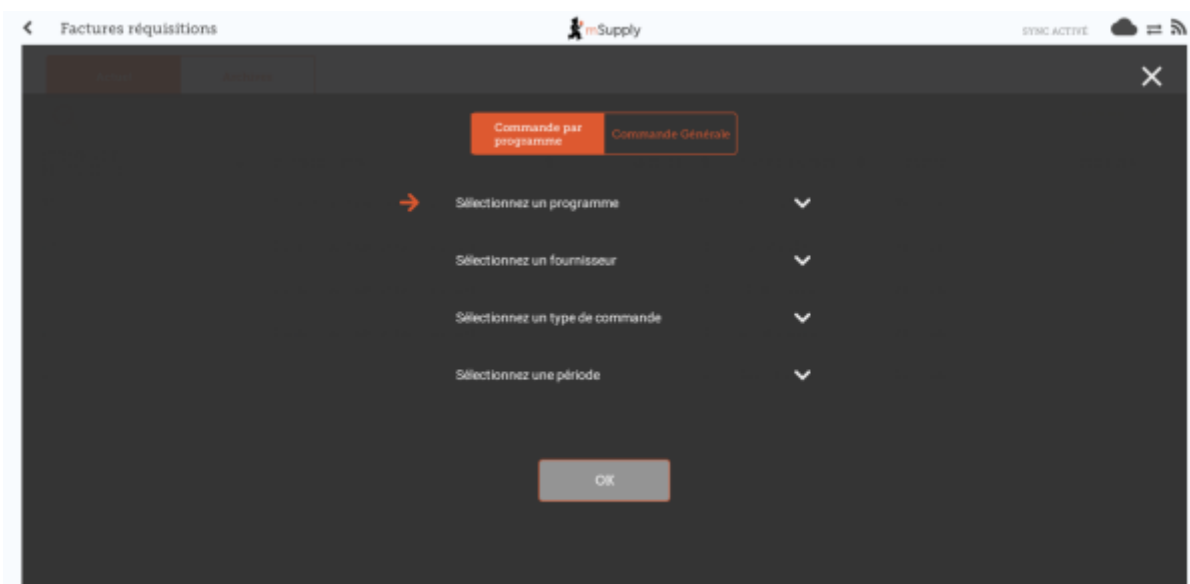 Factures réquisitions
mSupply
SYNC ACTIVÉ
Commande par
programme
Commande Générale
Sélectionnez un programme
Sélectionnez un fournisseur
Sélectionnez un type de commande
Sélectionnez une période
OK